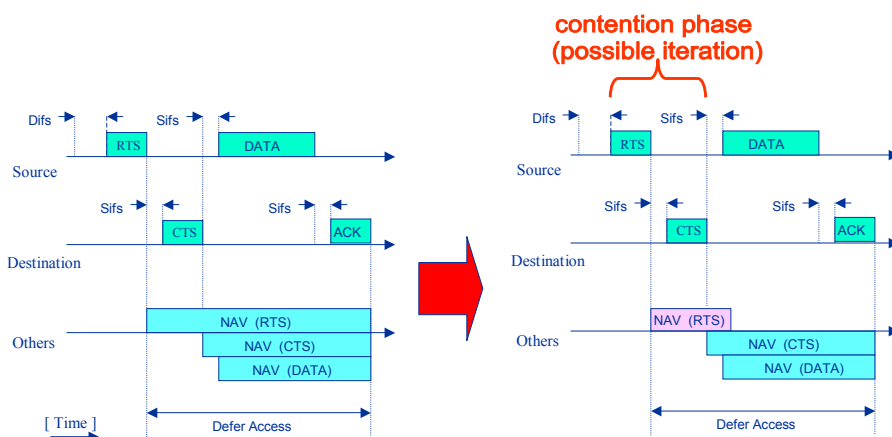 contention phase
(possible iteration)
Difs
Sifs
RTS
DATA
Source
Sifs
Sifs
CTS
ACK
Destination
NAV (RTS)
Others
NAV (CTS)
NAV (DATA)
[ Time ]
Defer Access
Difs
Sifs
RTS
DATA
Source
Sifs
Sifs
CTS
ACK
Destination
NAV (RTS)
Others
NAV (CTS)
NAV (DATA)
Defer Access